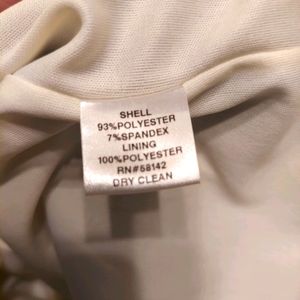 SHELL
93%POLYESTER
7%SPANDEX
LINING
100%POLYESTER
RN#58142
DRY CLEAN